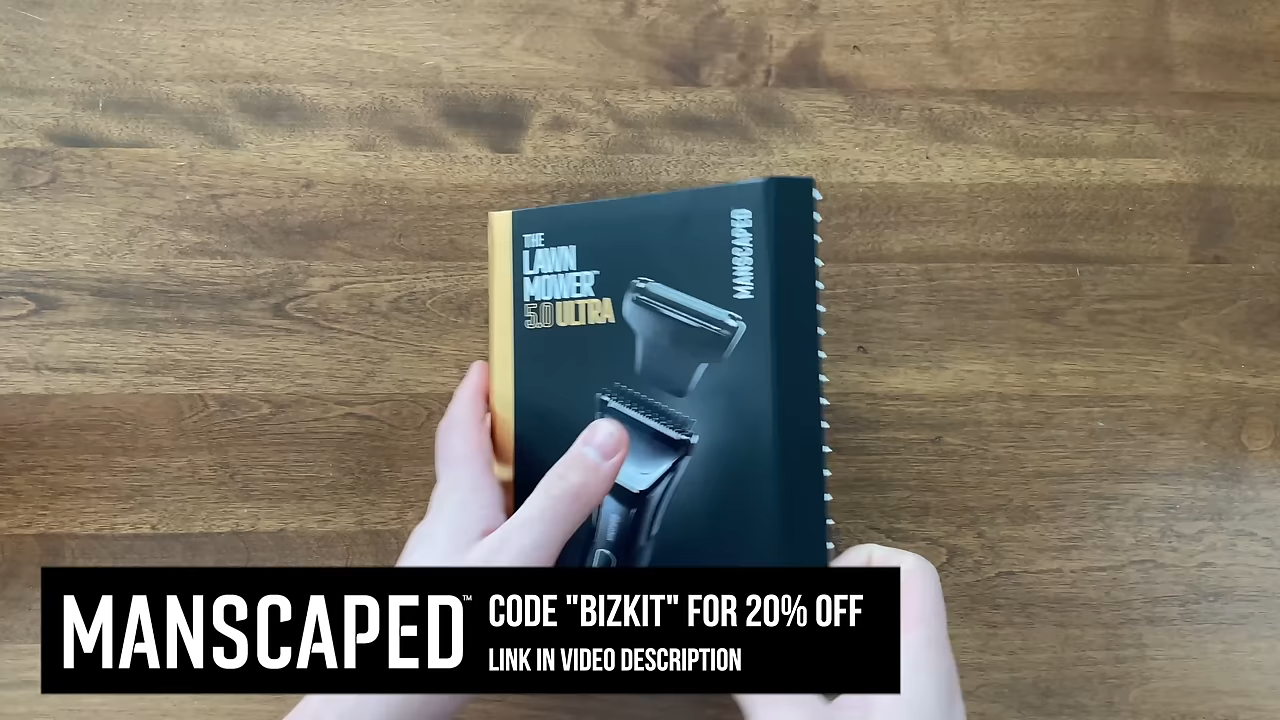 THE
LAWN
MOWER™
5.0 ULTRA
MANSCAPED
MANSCAPED™
CODE "BIZKIT" FOR 20% OFF
LINK IN VIDEO DESCRIPTION